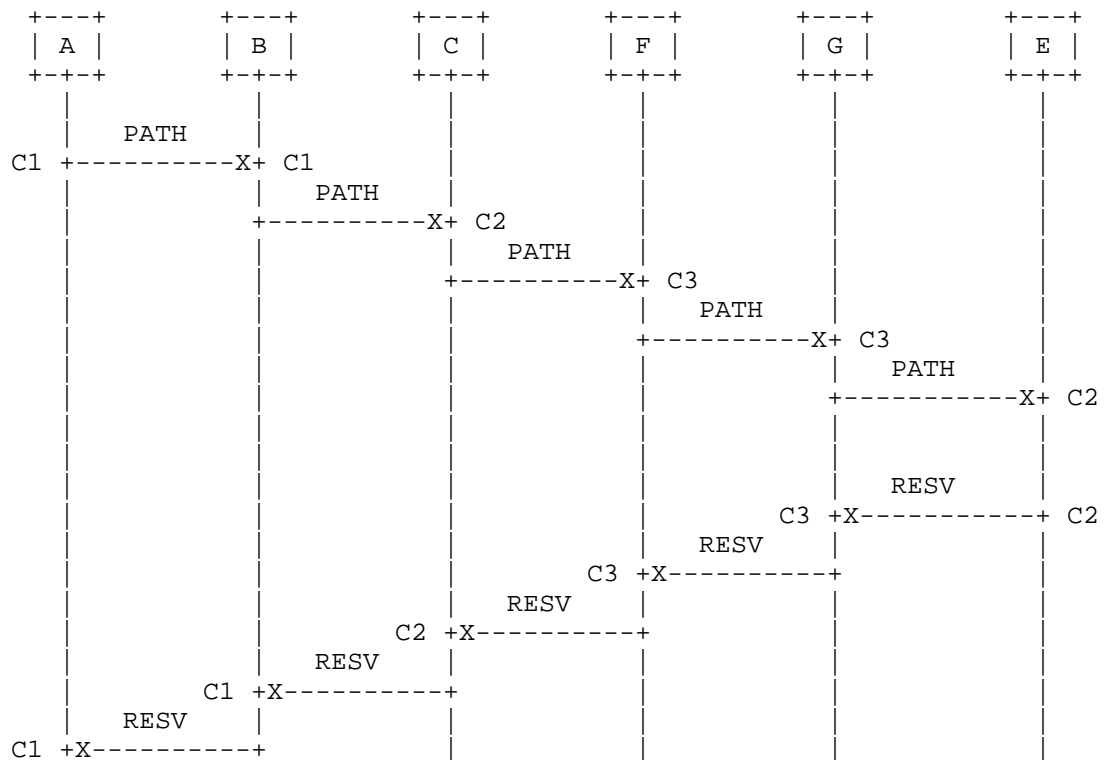 A B C F G E
PATH
C1 C1
PATH
C2
PATH
C3
PATH
C3
PATH
C2
RESV
C3 C2
RESV
C3
RESV
C2
RESV
C1
RESV
C1